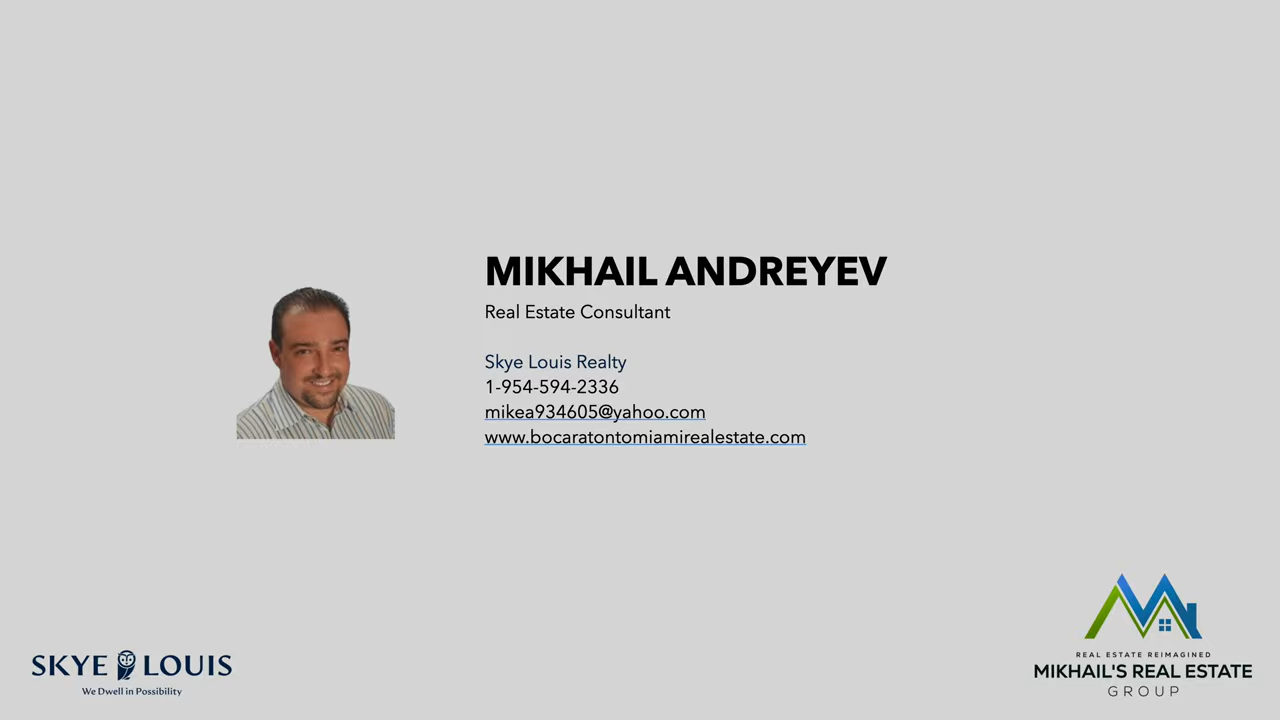 MIKHAIL ANDREYEV
Real Estate Consultant
Skye Louis Realty
1-954-594-2336
mikea934605@yahoo.com
www.bocaratontomiamirealestate.com
SKYE LOUIS
We Dwell in Possibility
REAL ESTATE REIMAGINED
MIKHAIL'S REAL ESTATE
GROUP